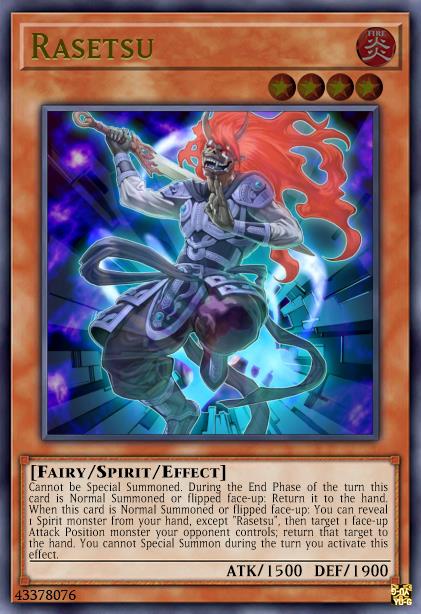 Rasetsu
FIRE
炎
[Fairy/Spirit/Effect]
Cannot be Special Summoned. During the End Phase of the turn this
card is Normal Summoned or flipped face-up: Return it to the hand.
When this card is Normal Summoned or flipped face-up: You can reveal
1 Spirit monster from your hand, except "Rasetsu", then target 1 face-up
Attack Position monster your opponent controls; return that target to
the hand. You cannot Special Summon during the turn you activate this
effect.
ATK/1500 DEF/1900
43378076